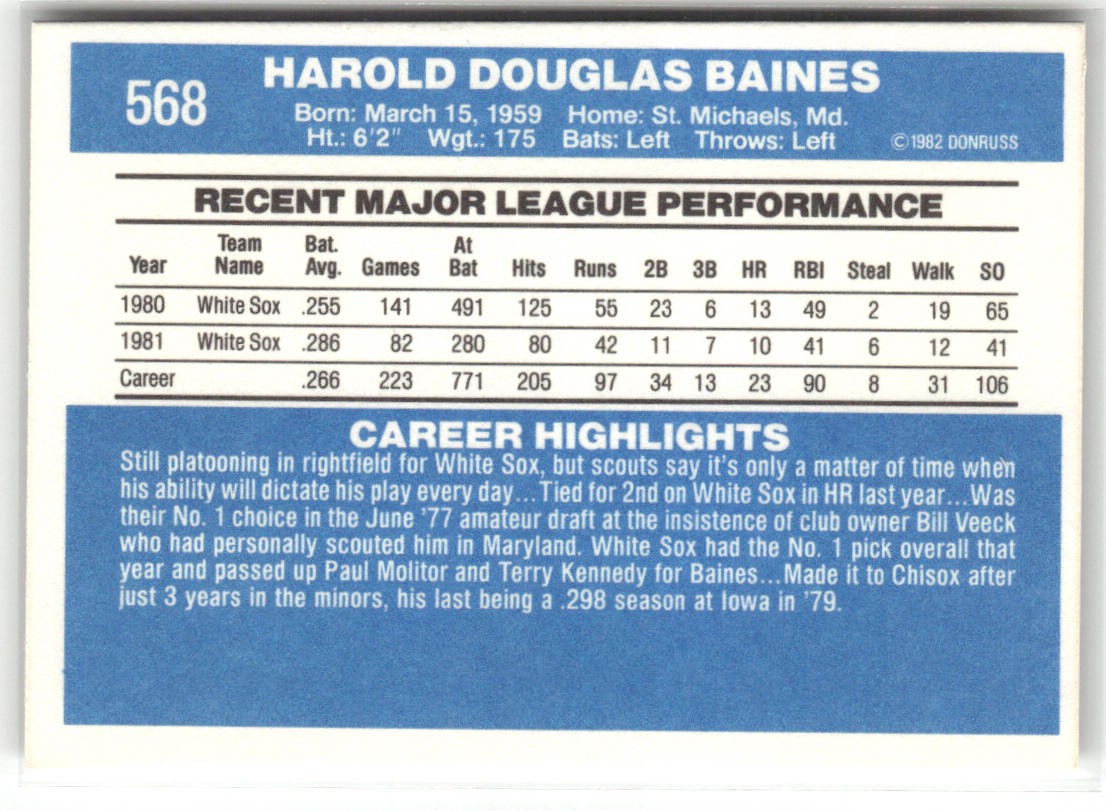 568
HAROLD DOUGLAS BAINES
Born: March 15, 1959 Home: St. Michaels, Md.
Ht.: 6'2" Wgt.: 175 Bats: Left Throws: Left
©1982 DONRUSS
RECENT MAJOR LEAGUE PERFORMANCE
Year Team Name Bat. Avg. Games At Bat Hits Runs 2B 3B HR RBI Steal Walk SO
1980 White Sox .255 141 491 125 55 23 6 13 49 2 19 65
1981 White Sox .286 82 280 80 42 11 7 10 41 6 12 41
Career .266 223 771 205 97 34 13 23 90 8 31 106
CAREER HIGHLIGHTS
Still platooning in rightfield for White Sox, but scouts say it's only a matter of time when
his ability will dictate his play every day...Tied for 2nd on White Sox in HR last year...Was
their No. 1 choice in the June '77 amateur draft at the insistence of club owner Bill Veeck
who had personally scouted him in Maryland. White Sox had the No. 1 pick overall that
year and passed up Paul Molitor and Terry Kennedy for Baines...Made it to Chisox after
just 3 years in the minors, his last being a .298 season at Iowa in '79.